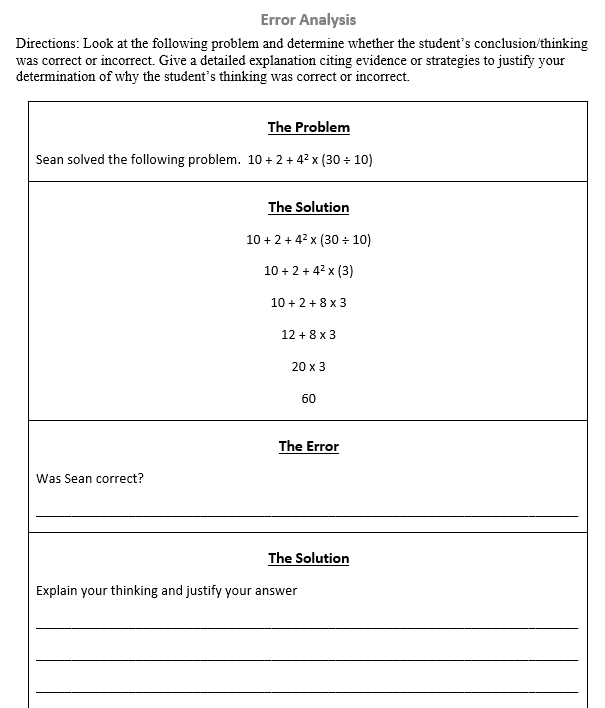 Error Analysis
Directions: Look at the following problem and determine whether the student’s conclusion/thinking
was correct or incorrect. Give a detailed explanation citing evidence or strategies to justify your
determination of why the student’s thinking was correct or incorrect.
The Problem
Sean solved the following problem. 10 + 2 + 4² x (30 ÷ 10)
The Solution
10 + 2 + 4² x (30 ÷ 10)
10 + 2 + 4² x (3)
10 + 2 + 8 x 3
12 + 8 x 3
20 x 3
60
The Error
Was Sean correct?
The Solution
Explain your thinking and justify your answer